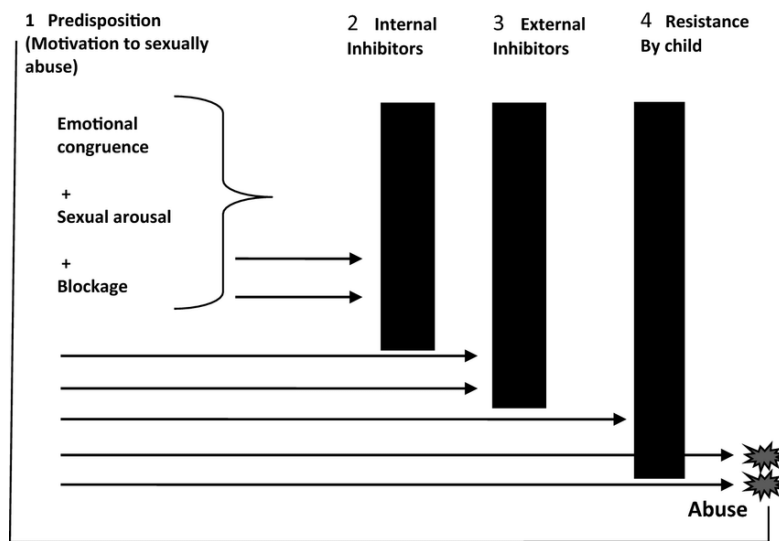 1 Predisposition
(Motivation to sexually
abuse)
2 Internal
Inhibitors
3 External
Inhibitors
4 Resistance
By child
Emotional
congruence
+
Sexual arousal
+
Blockage
Abuse